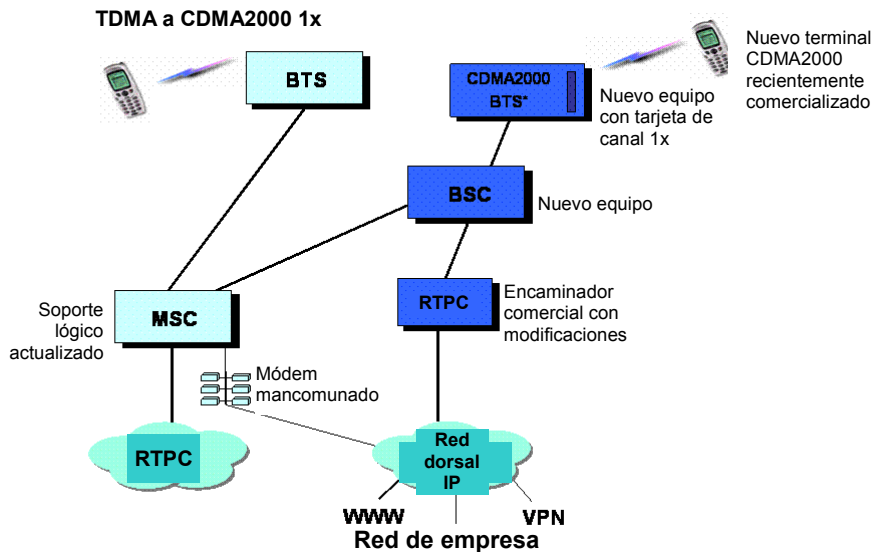 TDMA a CDMA2000 1x
BTS
CDMA2000
BTS*
Nuevo equipo
con tarjeta de
canal 1x
Nuevo terminal
CDMA2000
recientemente
comercializado
BSC
Nuevo equipo
Soporte
lógico
actualizado
MSC
RTPC
Encaminador
comercial con
modificaciones
Módem
mancomunado
RTPC
Red
dorsal
IP
WWW
VPN
Red de empresa